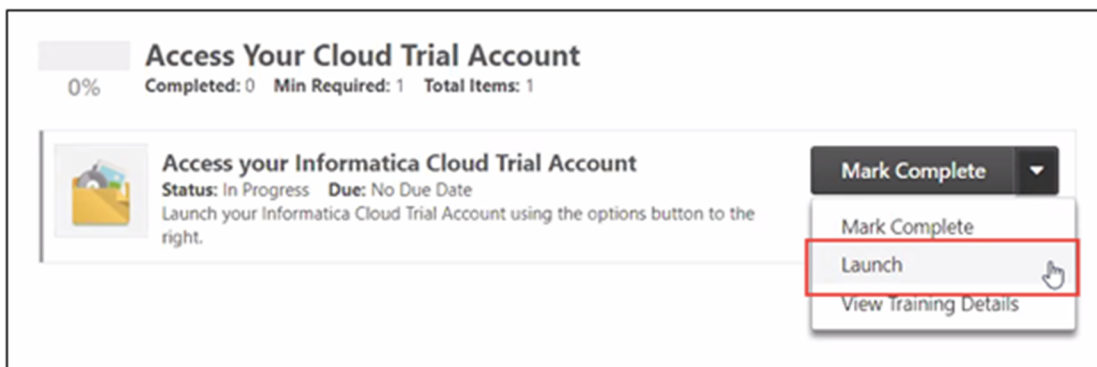 Access Your Cloud Trial Account
0%
Completed: 0 Min Required: 1 Total Items: 1
Access your Informatica Cloud Trial Account
Status: In Progress Due: No Due Date
Launch your Informatica Cloud Trial Account using the options button to the
right.
Mark Complete
Mark Complete
Launch
View Training Details